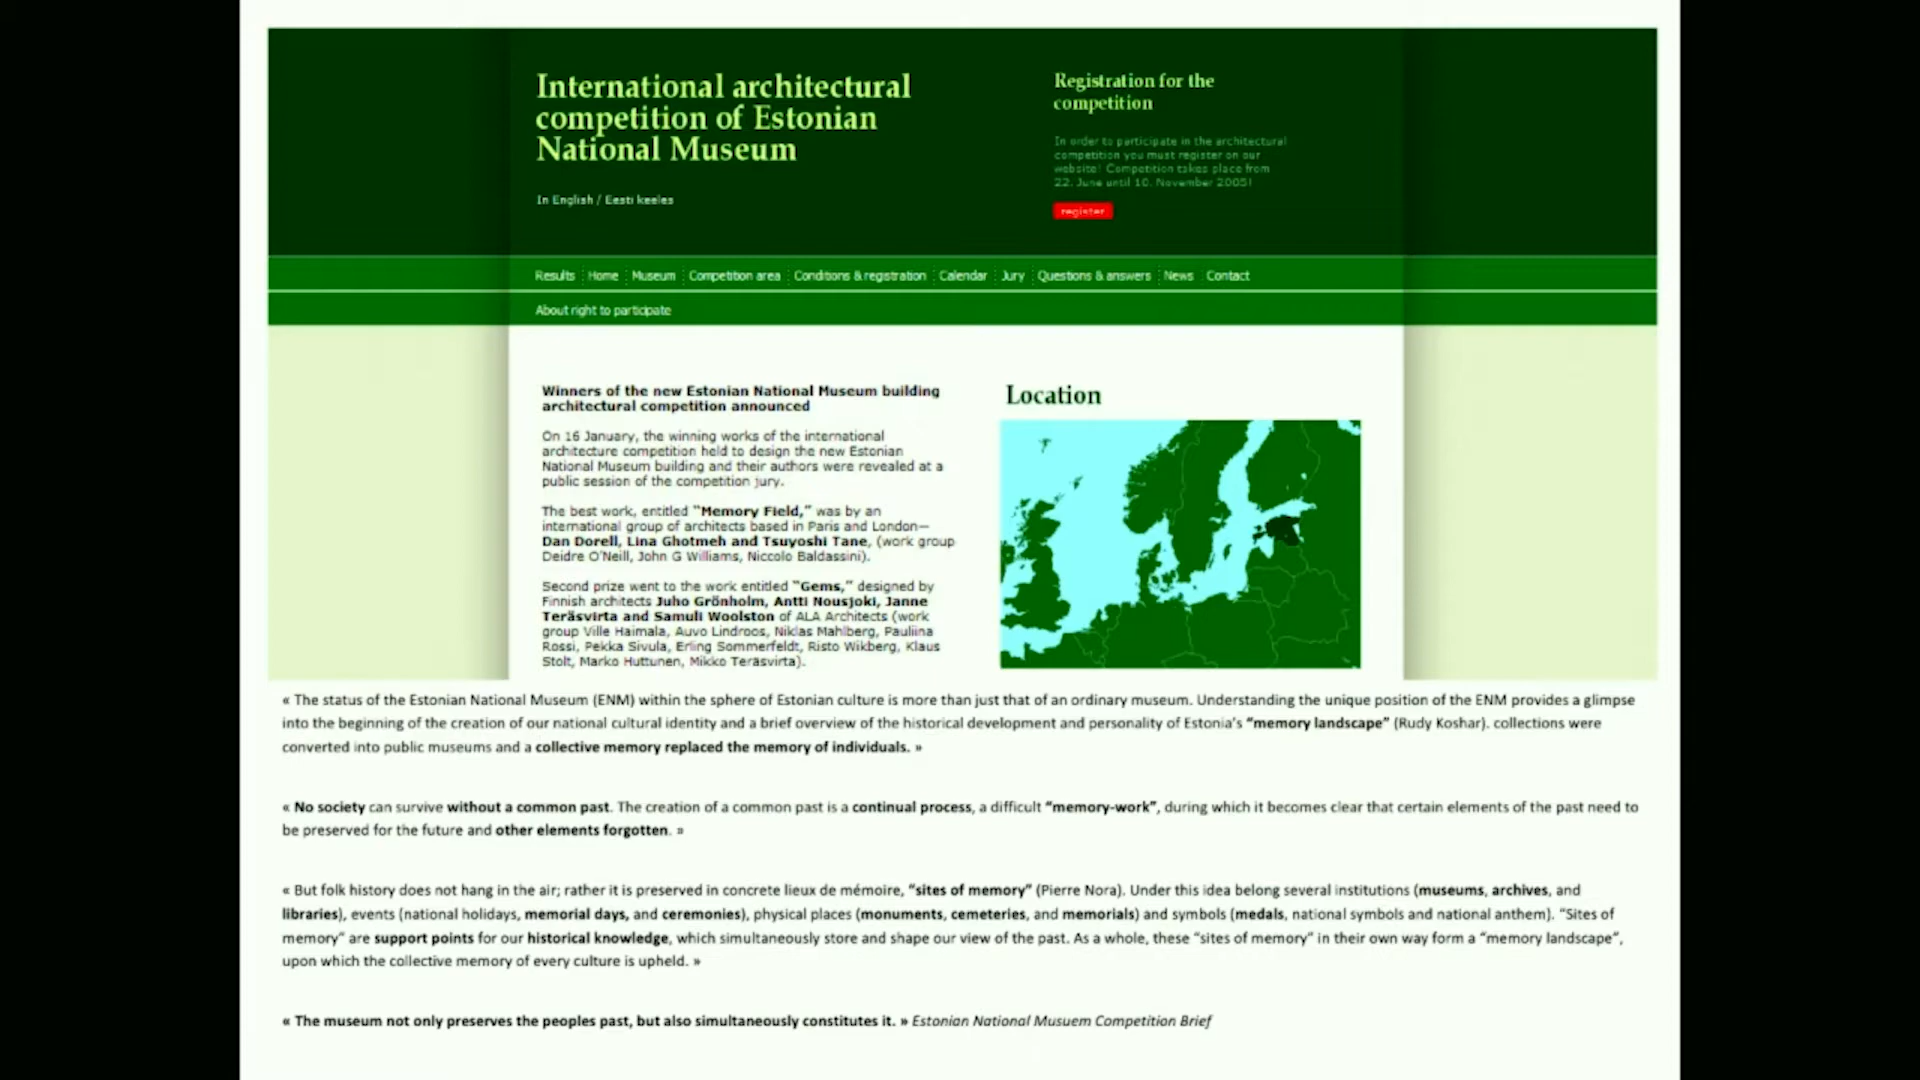 International architectural
competition of Estonian
National Museum
In English / Eesti keeles
Registration for the
competition
In order to participate in the architectural
competition you must register on our
website! Competition takes place from
22. June until 10. November 2005!
register
Results Home Museum Competition area Conditions & registration Calendar Jury Questions & answers News Contact
About right to participate
Winners of the new Estonian National Museum building
architectural competition announced
On 16 January, the winning works of the international
architecture competition held to design the new Estonian
National Museum building and their authors were revealed at a
public session of the competition jury.
The best work, entitled "Memory Field," was by an
international group of architects based in Paris and London—
Dan Dorell, Lina Ghotmeh and Tsuyoshi Tane, (work group
Deidre O'Neill, John G Williams, Niccolo Baldassini).
Second prize went to the work entitled "Gems," designed by
Finnish architects Juho Grönholm, Antti Nousjoki, Janne
Teräsvirta and Samuli Woolston of ALA Architects (work
group Ville Haimala, Auvo Lindroos, Niklas Mahlberg, Pauliina
Rossi, Pekka Sivula, Erling Sommerfeldt, Risto Wikberg, Klaus
Stolt, Marko Huttunen, Mikko Teräsvirta).
Location
« The status of the Estonian National Museum (ENM) within the sphere of Estonian culture is more than just that of an ordinary museum. Understanding the unique position of the ENM provides a glimpse
into the beginning of the creation of our national cultural identity and a brief overview of the historical development and personality of Estonia's "memory landscape" (Rudy Koshar). collections were
converted into public museums and a collective memory replaced the memory of individuals. »
« No society can survive without a common past. The creation of a common past is a continual process, a difficult "memory-work", during which it becomes clear that certain elements of the past need to
be preserved for the future and other elements forgotten. »
« But folk history does not hang in the air; rather it is preserved in concrete lieux de mémoire, "sites of memory" (Pierre Nora). Under this idea belong several institutions (museums, archives, and
libraries), events (national holidays, memorial days, and ceremonies), physical places (monuments, cemeteries, and memorials) and symbols (medals, national symbols and national anthem). "Sites of
memory" are support points for our historical knowledge, which simultaneously store and shape our view of the past. As a whole, these "sites of memory" in their own way form a "memory landscape",
upon which the collective memory of every culture is upheld. »
« The museum not only preserves the peoples past, but also simultaneously constitutes it. » Estonian National Musuem Competition Brief